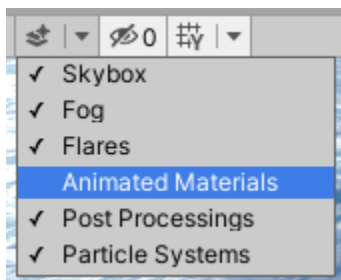 0
✓ Skybox
✓ Fog
✓ Flares
Animated Materials
✓ Post Processings
✓ Particle Systems